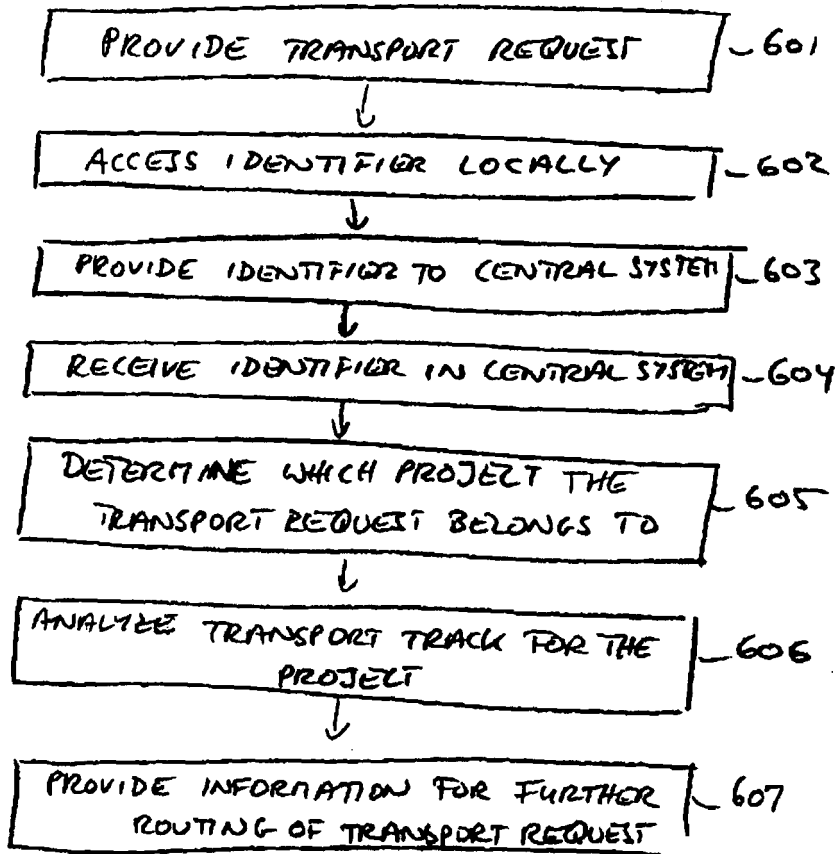 PROVIDE TRANSPORT REQUEST 601
ACCESS IDENTIFIER LOCALLY 602
PROVIDE IDENTIFIER TO CENTRAL SYSTEM 603
RECEIVE IDENTIFIER IN CENTRAL SYSTEM 604
DETERMINE WHICH PROJECT THE
TRANSPORT REQUEST BELONGS TO 605
ANALYZE TRANSPORT TRACK FOR THE
PROJECT 606
PROVIDE INFORMATION FOR FURTHER
ROUTING OF TRANSPORT REQUEST 607